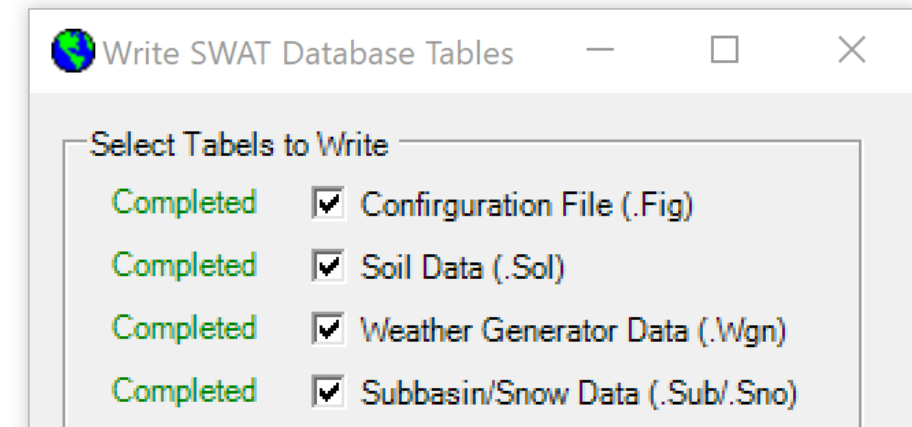 Write SWAT Database Tables
Select Tabels to Write
Completed Confirguration File (.Fig)
Completed Soil Data (.Sol)
Completed Weather Generator Data (.Wgn)
Completed Subbasin/Snow Data (.Sub/.Sno)